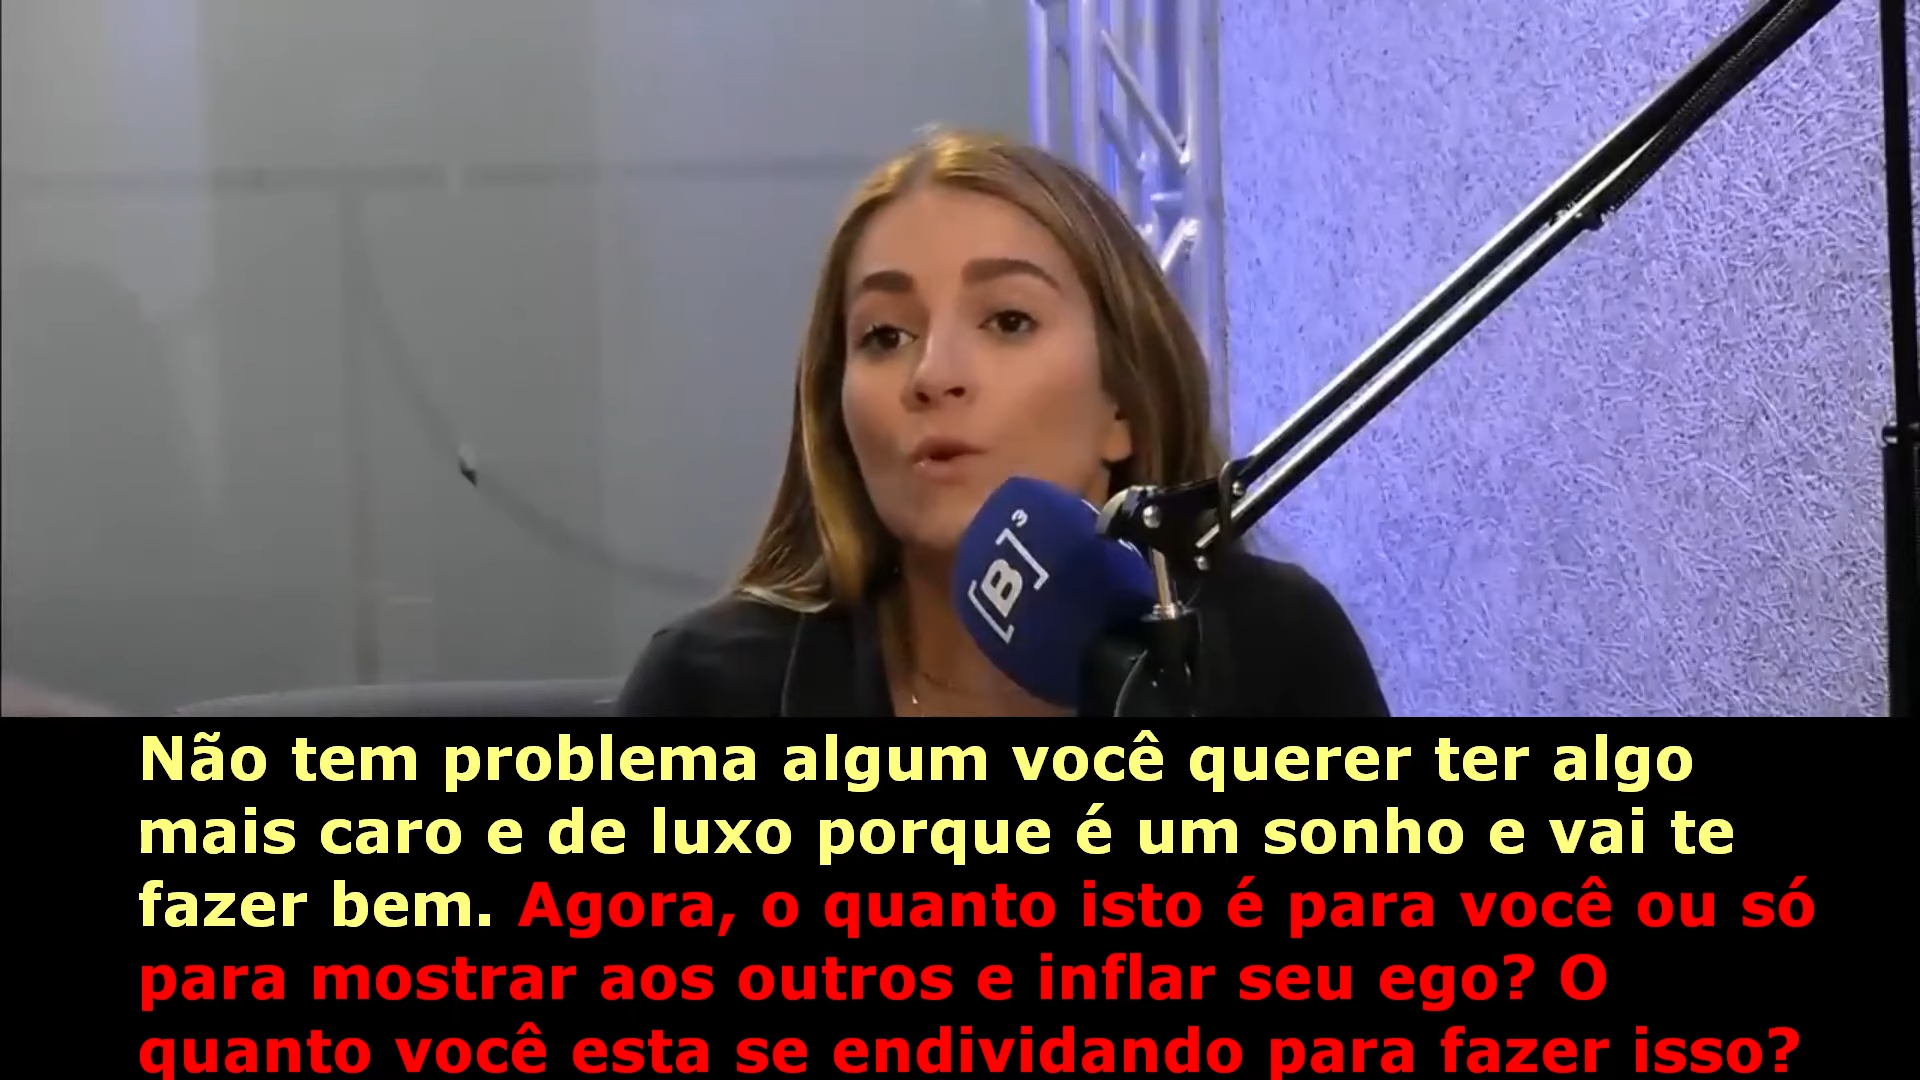 [B]³
Não tem problema algum você querer ter algo
mais caro e de luxo porque é um sonho e vai te
fazer bem. Agora, o quanto isto é para você ou só
para mostrar aos outros e inflar seu ego? O
quanto você esta se endividando para fazer isso?